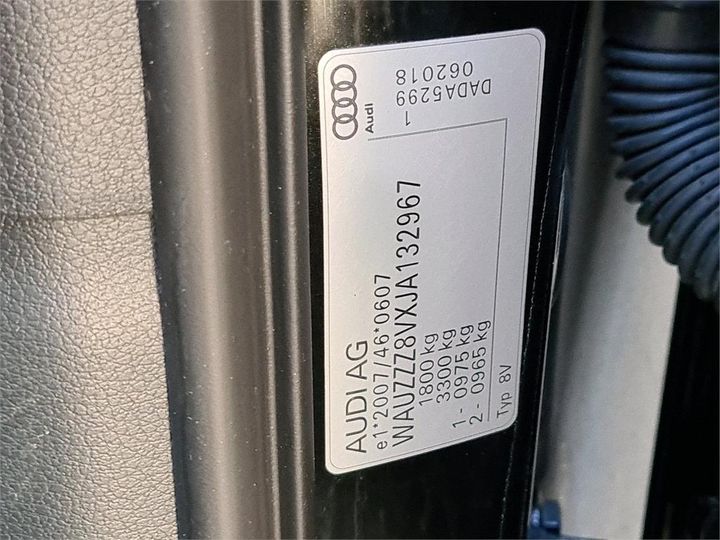 AUDI AG
e1*2007/46*0607
WAUZZZ8VXJA132967
1800 kg
3300 kg
1- 0975 kg
2- 0965 kg
Typ 8V
Audi
1
DADA5299
062018